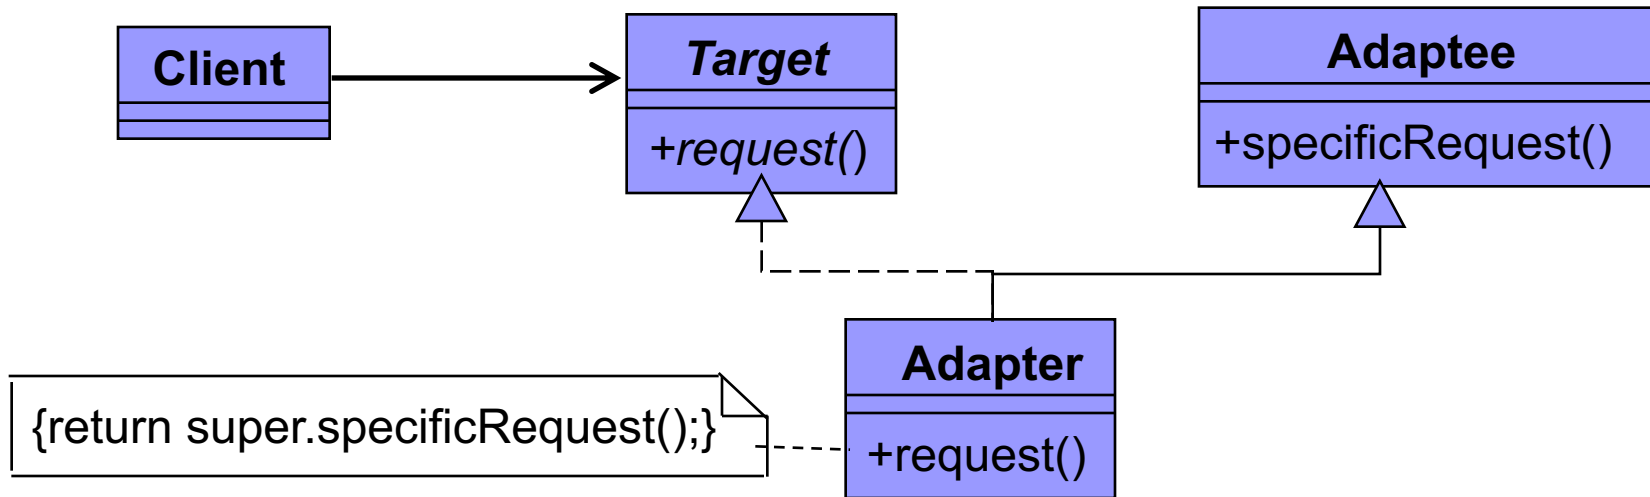 Client
Target
+request()
Adaptee
+specificRequest()
Adapter
+request()
{return super.specificRequest();}